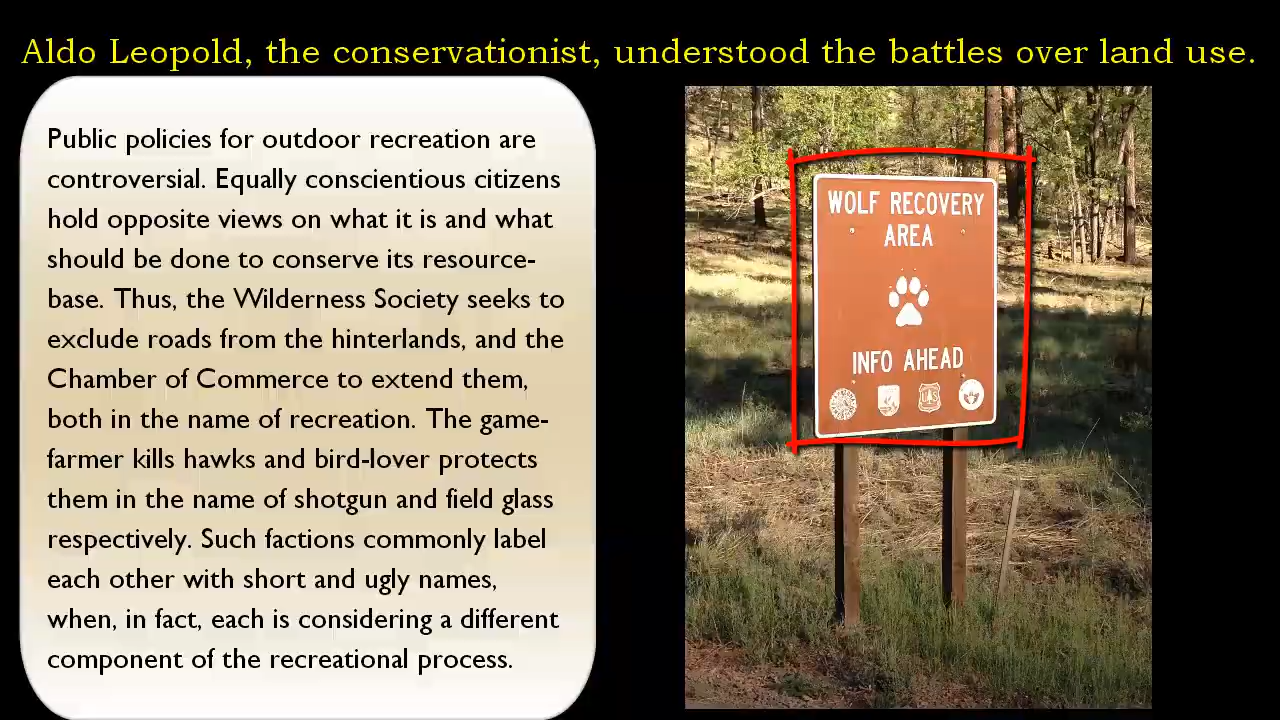 Aldo Leopold, the conservationist, understood the battles over land use.
Public policies for outdoor recreation are
controversial. Equally conscientious citizens
hold opposite views on what it is and what
should be done to conserve its resource-
base. Thus, the Wilderness Society seeks to
exclude roads from the hinterlands, and the
Chamber of Commerce to extend them,
both in the name of recreation. The game-
farmer kills hawks and bird-lover protects
them in the name of shotgun and field glass
respectively. Such factions commonly label
each other with short and ugly names,
when, in fact, each is considering a different
component of the recreational process.
WOLF RECOVERY
AREA
INFO AHEAD